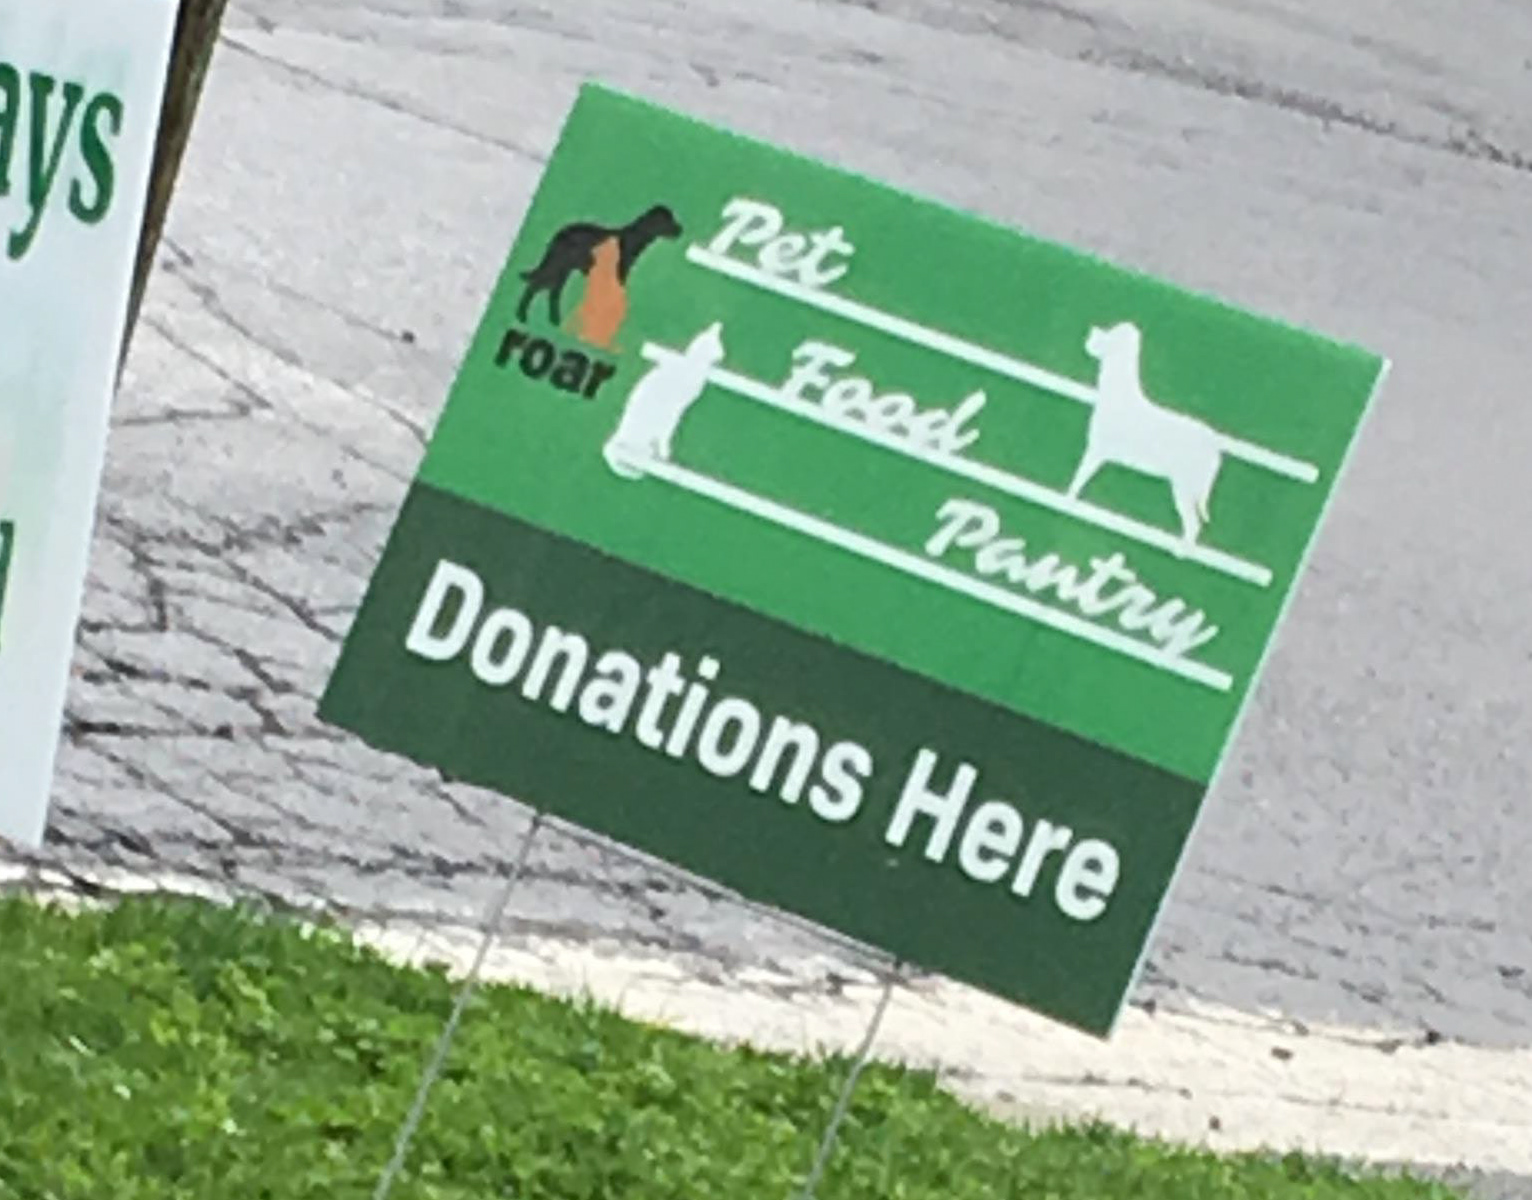 ays
roar
Pet
Food
Pantry
Donations Here